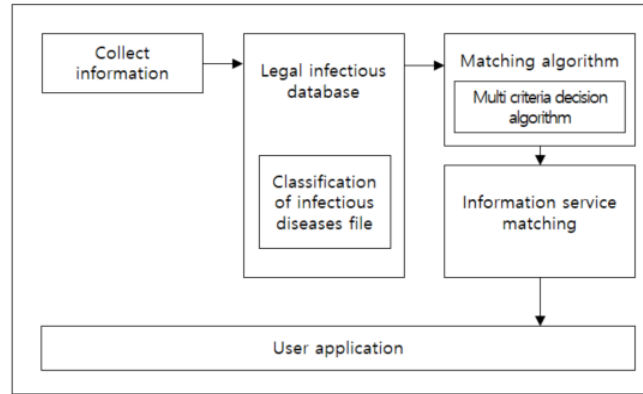 Collect
information
Legal infectious
database
Classification
of infectious
diseases file
Matching algorithm
Multi criteria decision
algorithm
Information service
matching
User application